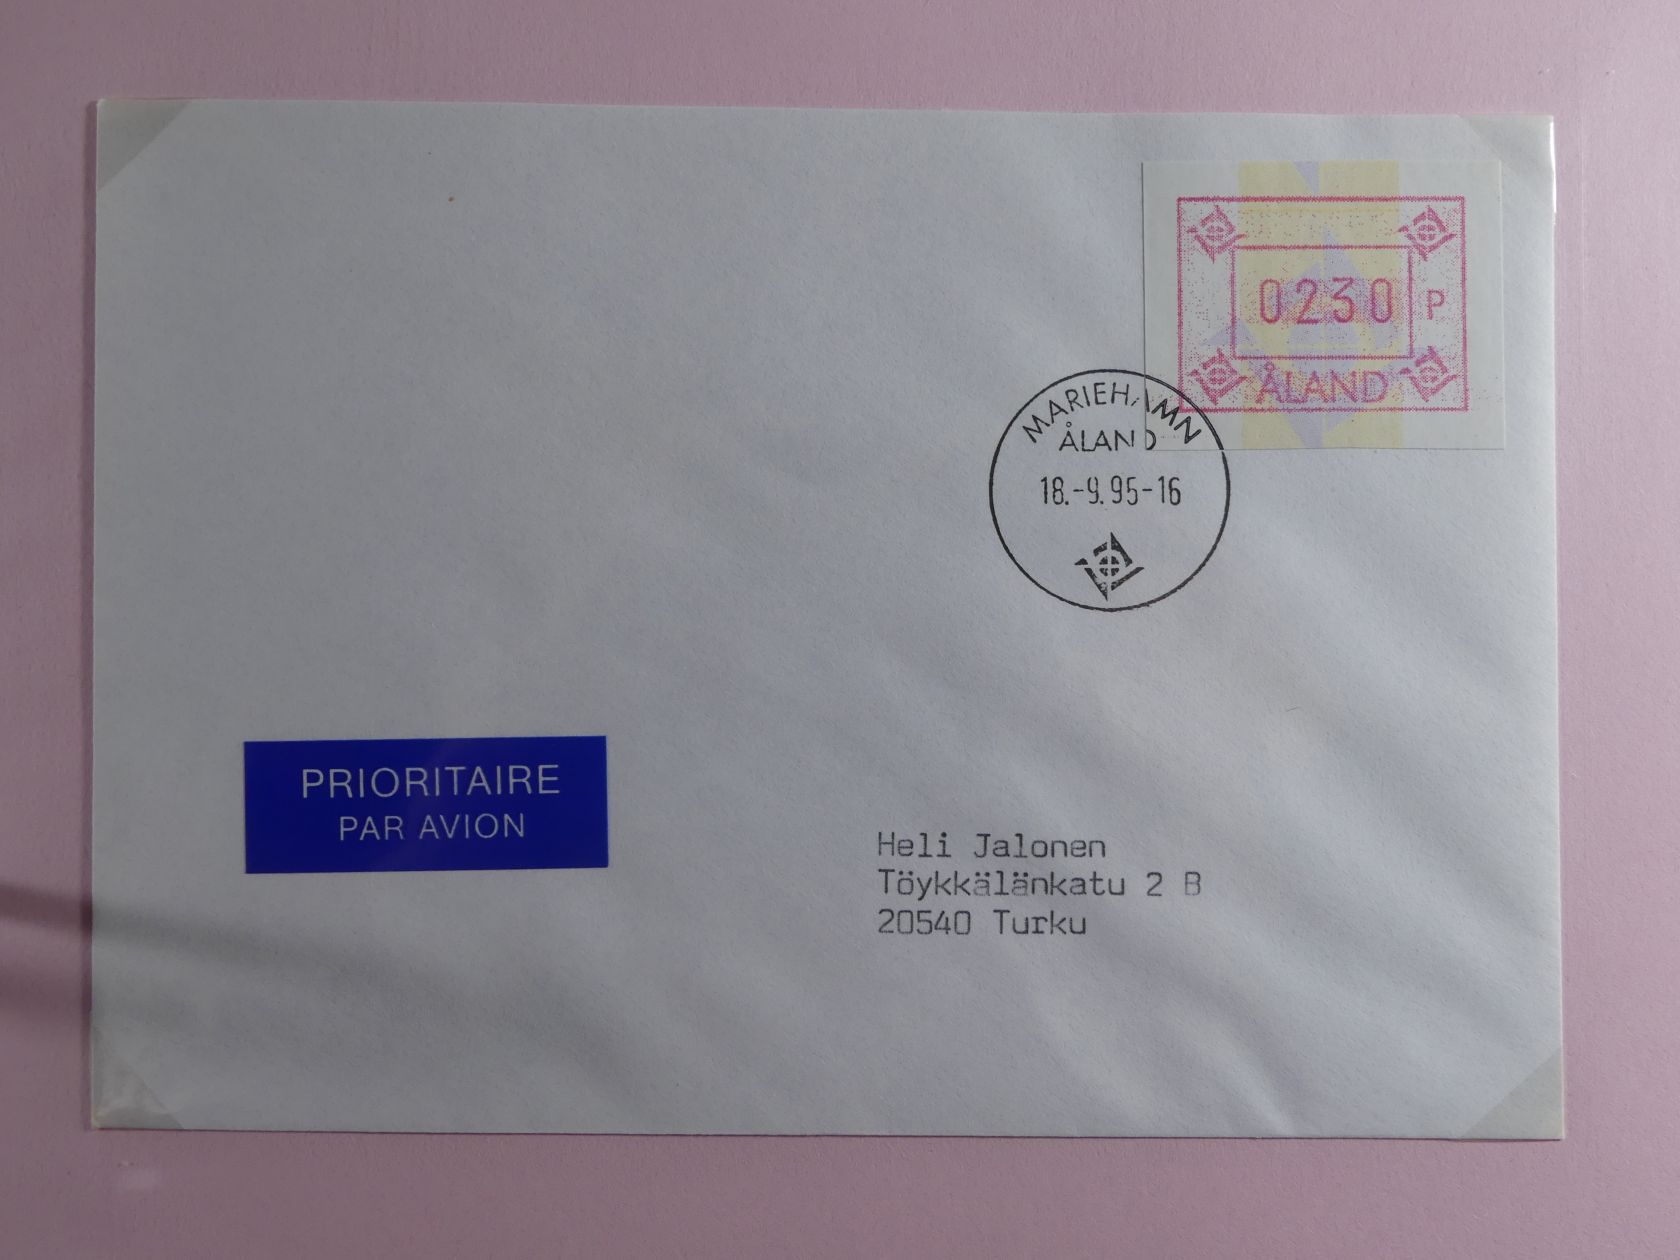 0230 P
ÅLAND
MARIEHAMN
ÅLAND
18.-9.95-16
PRIORITAIRE
PAR AVION
Heli Jalonen
Töykkälänkatu 2 B
20540 Turku